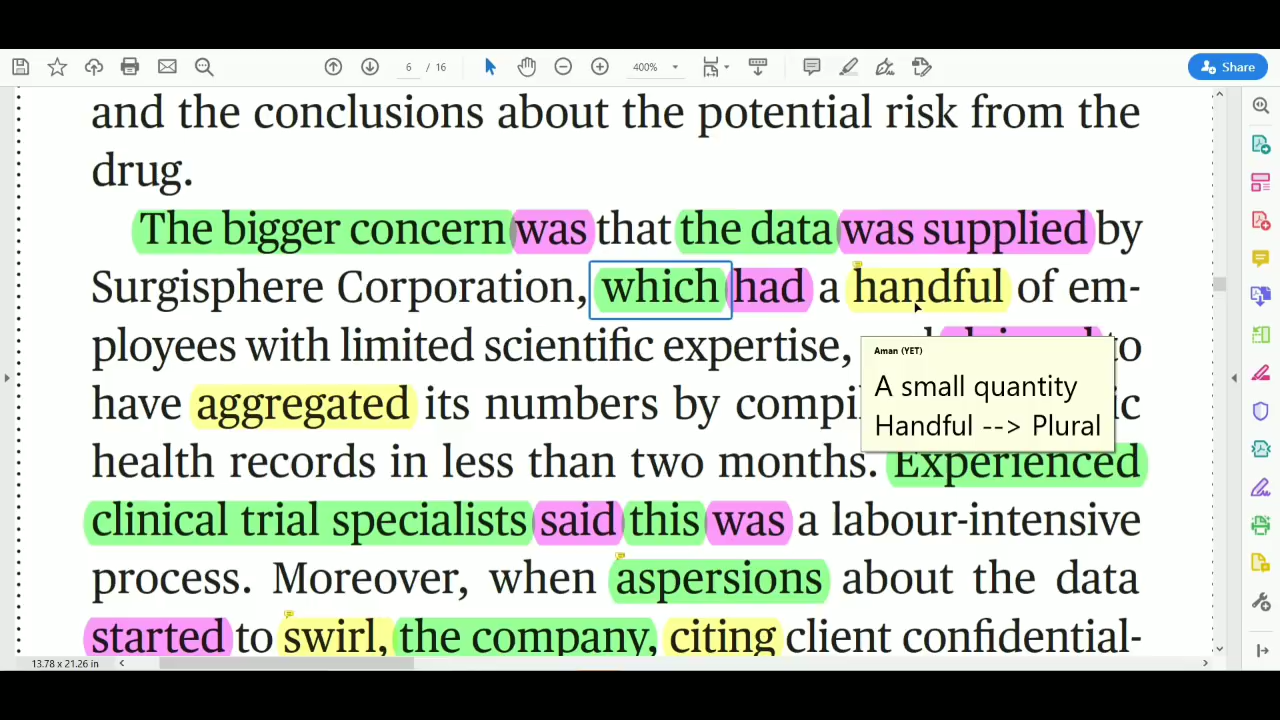 6 / 16
400%
Share
and the conclusions about the potential risk from the
drug.
The bigger concern was that the data was supplied by
Surgisphere Corporation, which had a handful of em-
ployees with limited scientific expertise, to
Aman (YET)
A small quantity
Handful --> Plural
have aggregated its numbers by compil ic
health records in less than two months. Experienced
clinical trial specialists said this was a labour-intensive
process. Moreover, when aspersions about the data
started to swirl, the company, citing client confidential-
13.78 x 21.26 in